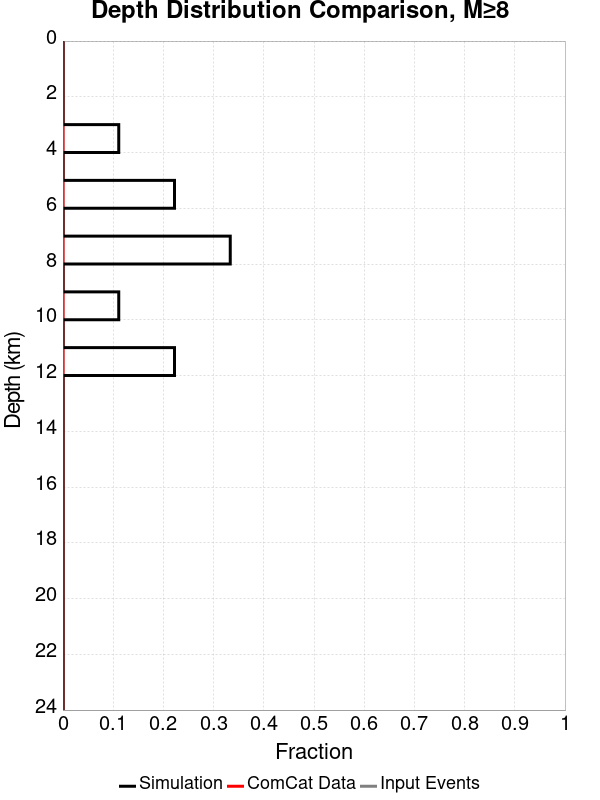 Depth Distribution Comparison, M≥8
0
2
4
6
8
10
12
14
16
18
20
22
24
Depth (km)
0 0.1 0.2 0.3 0.4 0.5 0.6 0.7 0.8 0.9 1
Fraction
Simulation ComCat Data Input Events